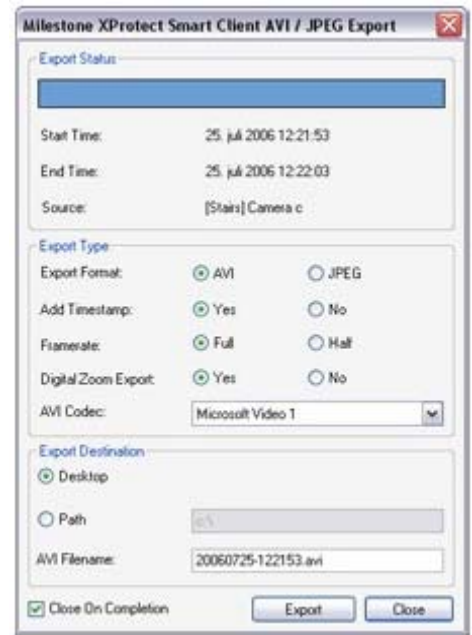 Milestone XProtect Smart Client AVI / JPEG Export
Export Status
Start Time: 25. juli 2006 12:21:53
End Time: 25. juli 2006 12:22:03
Source: [Stairs] Camera c
Export Type
Export Format: AVI JPEG
Add Timestamp: Yes No
Framerate: Full Half
Digital Zoom Export: Yes No
AVI Codec: Microsoft Video 1
Export Destination
Desktop
Path c:\
AVI Filename: 20060725-122153.avi
Close On Completion Export Close